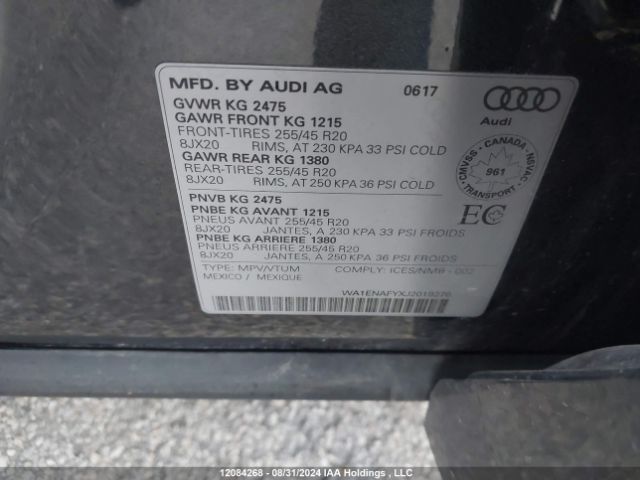 MFD. BY AUDI AG 0617
GVWR KG 2475
GAWR FRONT KG 1215
FRONT-TIRES 255/45 R20
8JX20 RIMS, AT 230 KPA 33 PSI COLD
GAWR REAR KG 1380
REAR-TIRES 255/45 R20
8JX20 RIMS, AT 250 KPA 36 PSI COLD
PNVB KG 2475
PNBE KG AVANT 1215
PNEUS AVANT 255/45 R20
8JX20 JANTES, A 230 KPA 33 PSI FROIDS
PNBE KG ARRIERE 1380
PNEUS ARRIERE 255/45 R20
8JX20 JANTES, A 250 KPA 36 PSI FROIDS
TYPE: MPV/VTUM COMPLY: ICES/NMB - 002
MEXICO / MEXIQUE
WA1ENAFYXJ2019276
Audi
CMVSS - CANADA - NSVAC
961
TRANSPORT
EC
12084268 - 08/31/2024 IAA Holdings , LLC